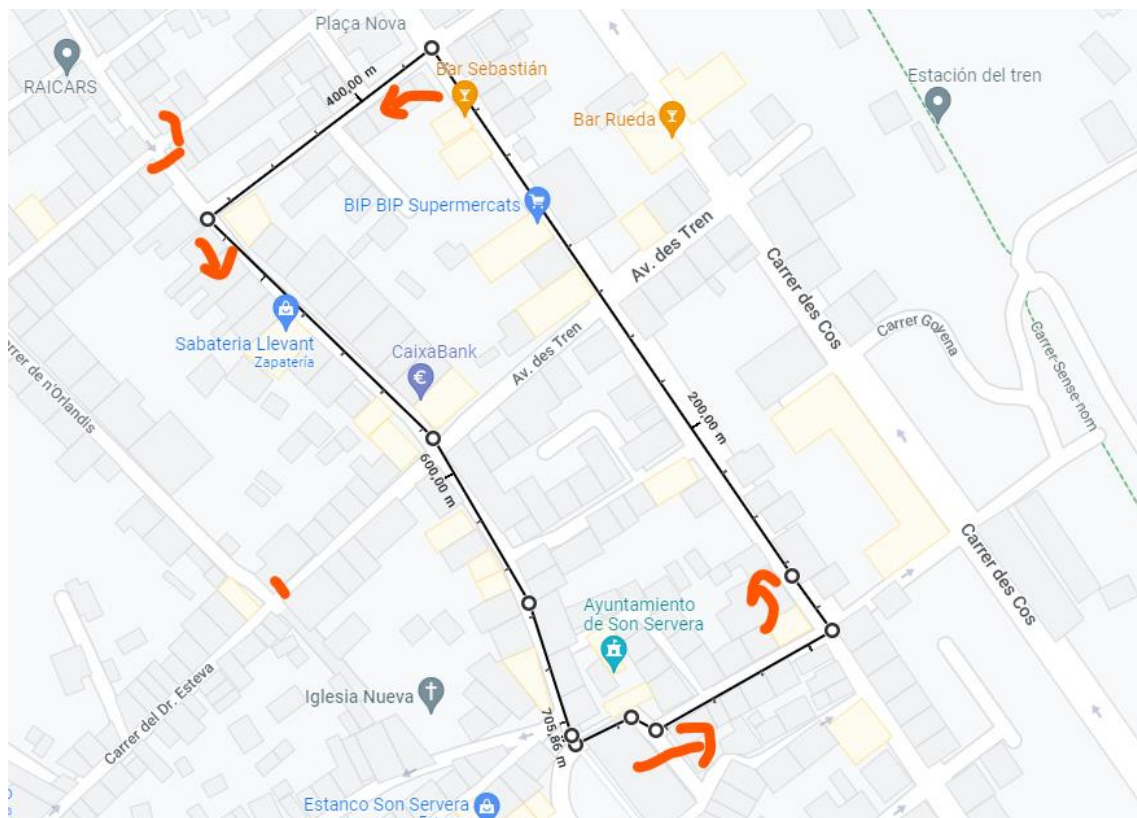 Plaça Nova
RAICARS
400,00 m
Bar Sebastián
Bar Rueda
Estación del tren
BIP BIP Supermercats
Av. des Tren
Carrer des Cos
Carrer Govena
Carrer-Sense-nom
Sabateria Llevant
Zapatería
CaixaBank
Av. des Tren
rrer de n'Orlandis
200,00 m
600,00 m
Carrer des Cos
Ayuntamiento
de Son Servera
Iglesia Nueva
705,86 m
Carrer del Dr. Esteva
Estanco Son Servera